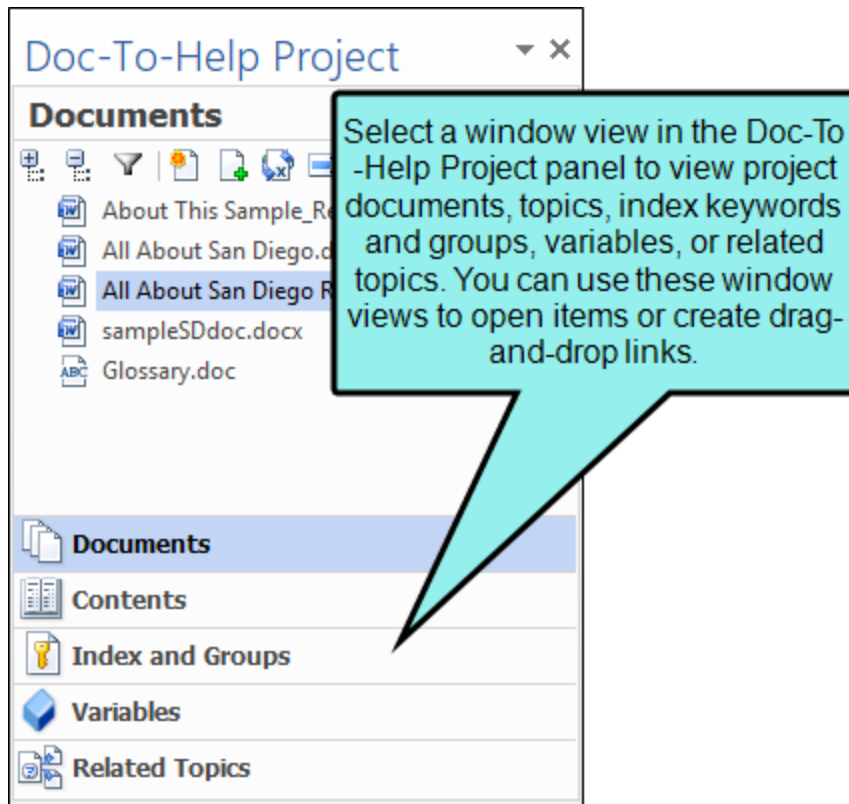 Doc-To-Help Project
Documents
Select a window view in the Doc-To
-Help Project panel to view project
documents, topics, index keywords
and groups, variables, or related
topics. You can use these window
views to open items or create drag-
and-drop links.
About This Sample_Re
All About San Diego.d
All About San Diego R
sampleSDdoc.docx
ABC Glossary.doc
Documents
Contents
Index and Groups
Variables
Related Topics